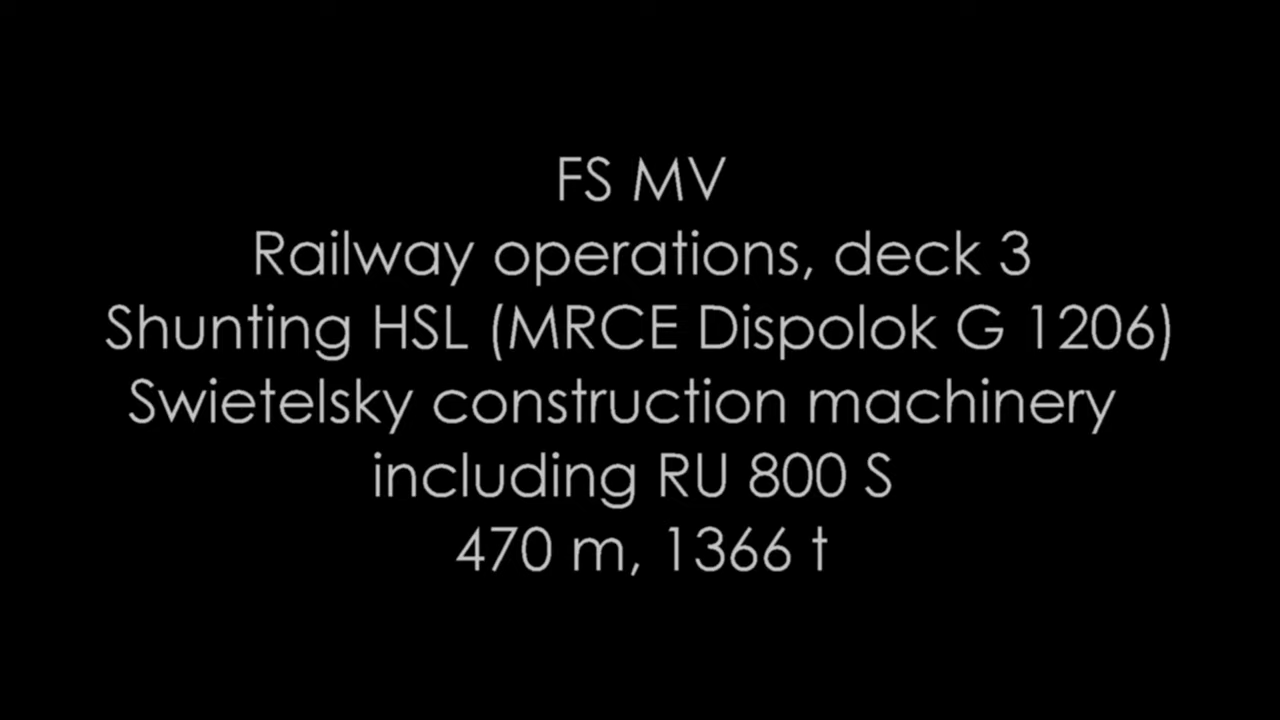 FS MV
Railway operations, deck 3
Shunting HSL (MRCE Dispolok G 1206)
Swietelsky construction machinery
including RU 800 S
470 m, 1366 t